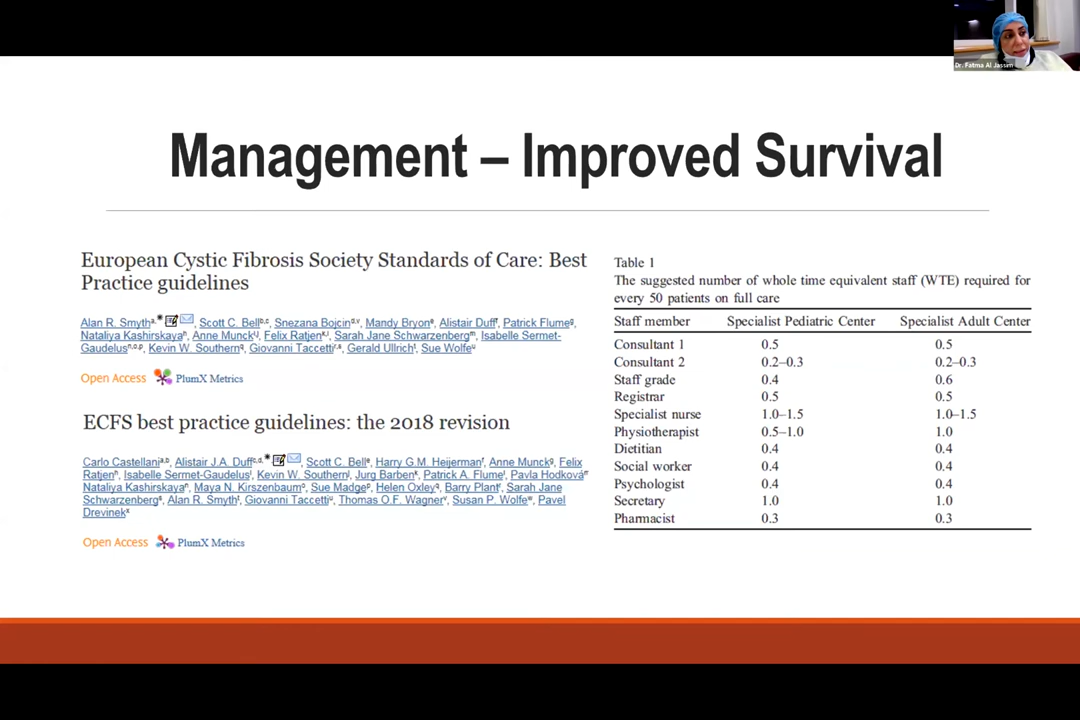 Dr. Fatma Al Jassim
Management – Improved Survival
European Cystic Fibrosis Society Standards of Care: Best
Practice guidelines
Alan R. Smyth, Scott C. Bell, Snezana Bojcin, Mandy Bryon, Alistair Duff, Patrick Flume,
Nataliya Kashirskaya, Anne Munck, Felix Ratjen, Sarah Jane Schwarzenberg, Isabelle Sermet-
Gaudelus, Kevin W. Southern, Giovanni Taccetti, Gerald Ullrich, Sue Wolfe
Open Access PlumX Metrics
ECFS best practice guidelines: the 2018 revision
Carlo Castellani, Alistair J.A. Duff, Scott C. Bell, Harry G.M. Heijerman, Anne Munck, Felix
Ratjen, Isabelle Sermet-Gaudelus, Kevin W. Southern, Jurg Barben, Patrick A. Flume, Pavla Hodková
Nataliya Kashirskaya, Maya N. Kirszenbaum, Sue Madge, Helen Oxley, Barry Plant, Sarah Jane
Schwarzenberg, Alan R. Smyth, Giovanni Taccetti, Thomas O.F. Wagner, Susan P. Wolfe, Pavel
Drevinek
Open Access PlumX Metrics
Table 1
The suggested number of whole time equivalent staff (WTE) required for
every 50 patients on full care
Staff member Specialist Pediatric Center Specialist Adult Center
Consultant 1 0.5 0.5
Consultant 2 0.2–0.3 0.2–0.3
Staff grade 0.4 0.6
Registrar 0.5 0.5
Specialist nurse 1.0–1.5 1.0–1.5
Physiotherapist 0.5–1.0 1.0
Dietitian 0.4 0.4
Social worker 0.4 0.4
Psychologist 0.4 0.4
Secretary 1.0 1.0
Pharmacist 0.3 0.3